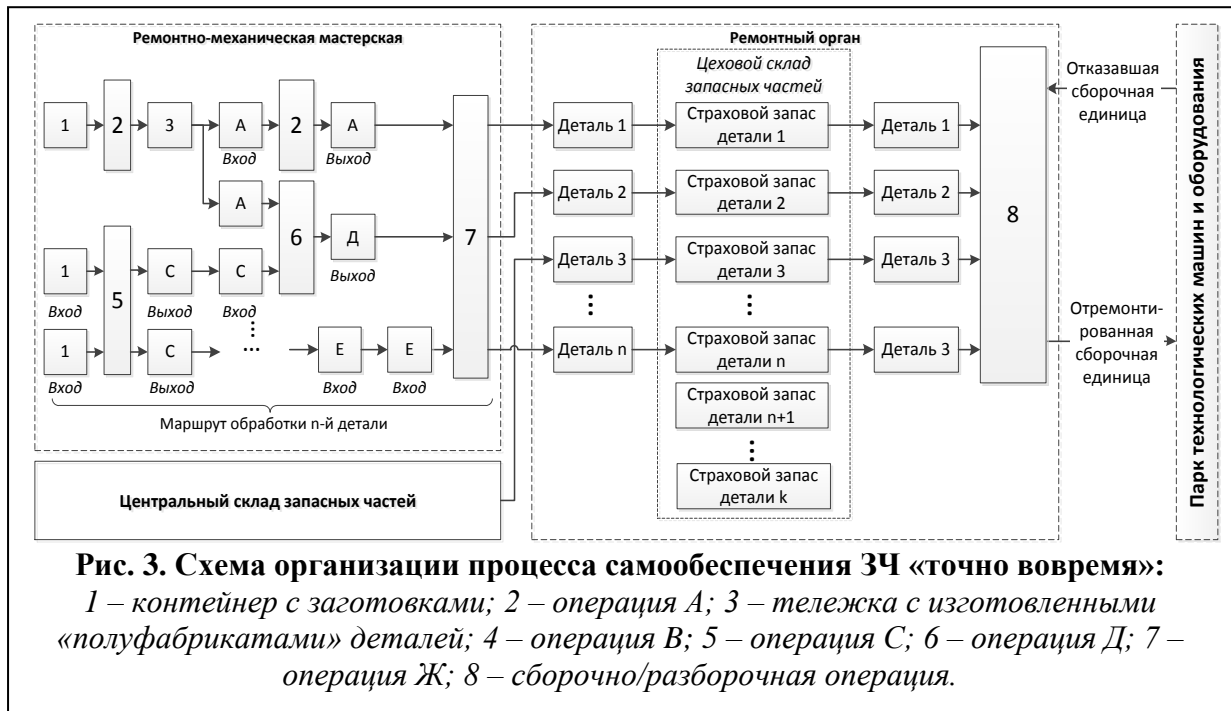 Ремонтно-механическая мастерская
1
2
3
А
Вход
2
А
Выход
А
6
Д
Выход
7
1
Вход
5
С
Выход
С
Вход
1
Вход
С
Выход
...
...
Е
Вход
Е
Вход
Маршрут обработки n-й детали
Центральный склад запасных частей
Ремонтный орган
Цеховой склад
запасных частей
Деталь 1
Страховой запас
детали 1
Деталь 1
Деталь 2
Страховой запас
детали 2
Деталь 2
Деталь 3
Страховой запас
детали 3
Деталь 3
Деталь n
Страховой запас
детали n
Деталь 3
Страховой запас
детали n+1
Страховой запас
детали k
8
Отказавшая
сборочная
единица
Отремонти-
рованная
сборочная
единица
Парк технологических машин и оборудования
Рис. 3. Схема организации процесса самообеспечения ЗЧ «точно вовремя»:
1 – контейнер с заготовками; 2 – операция А; 3 – тележка с изготовленными
«полуфабрикатами» деталей; 4 – операция В; 5 – операция С; 6 – операция Д; 7 –
операция Ж; 8 – сборочно/разборочная операция.